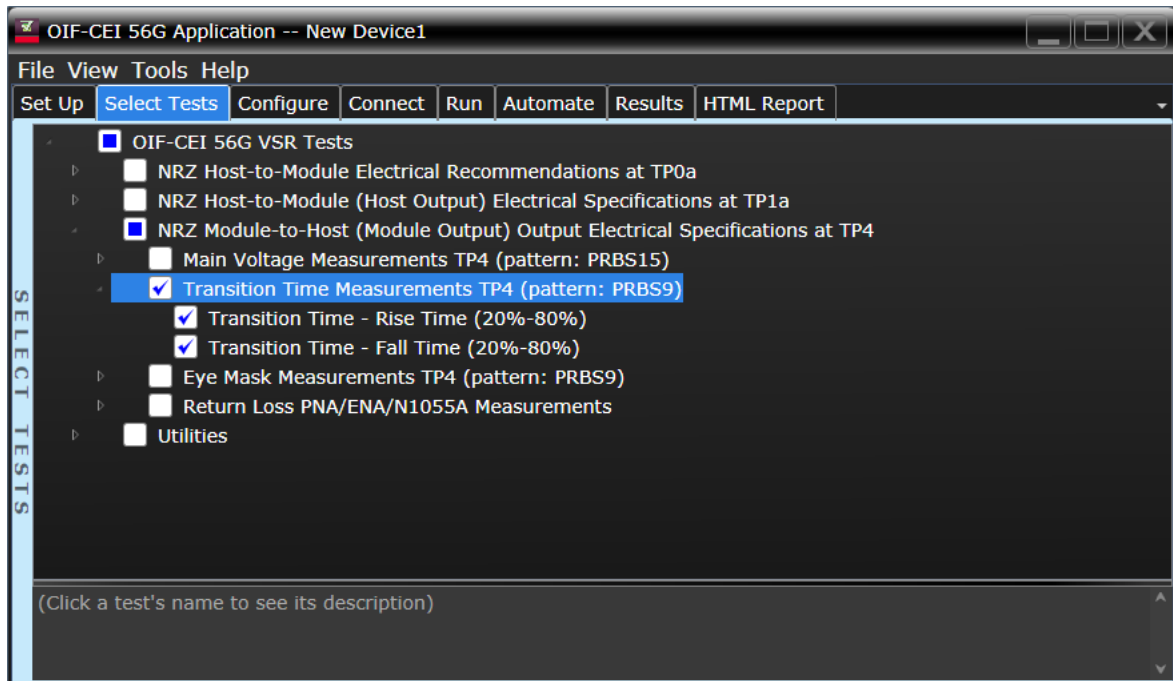 OIF-CEI 56G Application -- New Device1
File View Tools Help
Set Up Select Tests Configure Connect Run Automate Results HTML Report
SELECT TESTS
OIF-CEI 56G VSR Tests
NRZ Host-to-Module Electrical Recommendations at TP0a
NRZ Host-to-Module (Host Output) Electrical Specifications at TP1a
NRZ Module-to-Host (Module Output) Output Electrical Specifications at TP4
Main Voltage Measurements TP4 (pattern: PRBS15)
Transition Time Measurements TP4 (pattern: PRBS9)
Transition Time - Rise Time (20%-80%)
Transition Time - Fall Time (20%-80%)
Eye Mask Measurements TP4 (pattern: PRBS9)
Return Loss PNA/ENA/N1055A Measurements
Utilities
(Click a test's name to see its description)